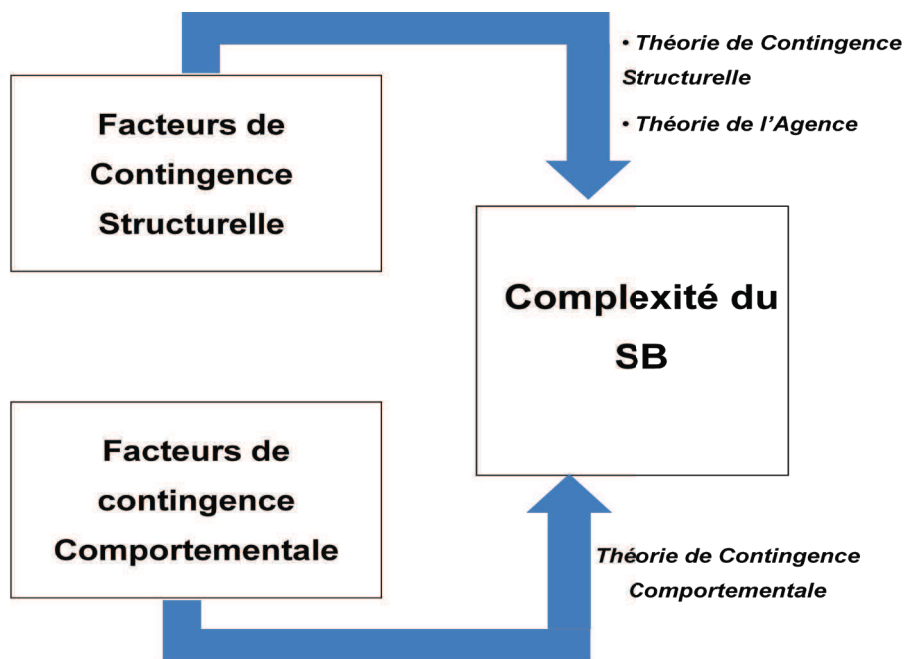 Facteurs de
Contingence
Structurelle
• Théorie de Contingence
Structurelle
• Théorie de l’Agence
Complexité du
SB
Facteurs de
contingence
Comportementale
Théorie de Contingence
Comportementale